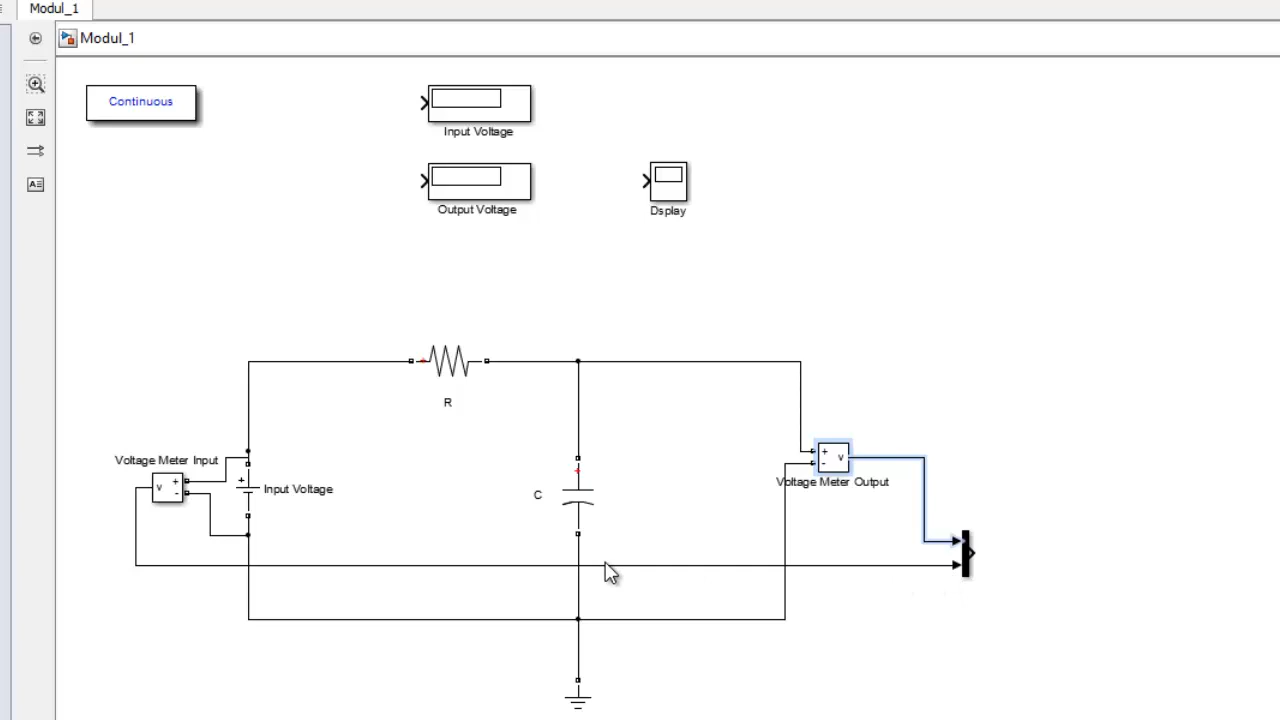 Modul_1
Modul_1
Continuous
Input Voltage
Output Voltage
Dsplay
R
Voltage Meter Input
v
+
-
+
Input Voltage
C
+
-
v
Voltage Meter Output